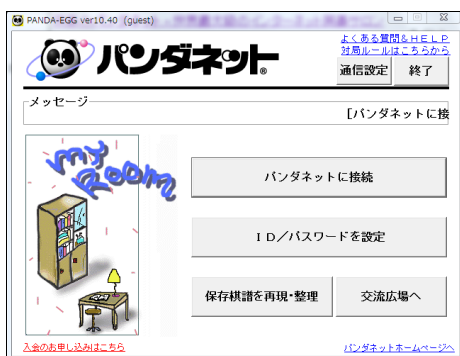 PANDA-EGG ver10.40 (guest)
よくある質問&HELP
対局ルールはこちらから
パンダネット
通信設定
終了
メッセージ
[パンダネットに接
MY ROOM
パンダネットに接続
ID/パスワードを設定
保存棋譜を再現・整理
交流広場へ
入会のお申し込みはこちら
パンダネットホームページへ